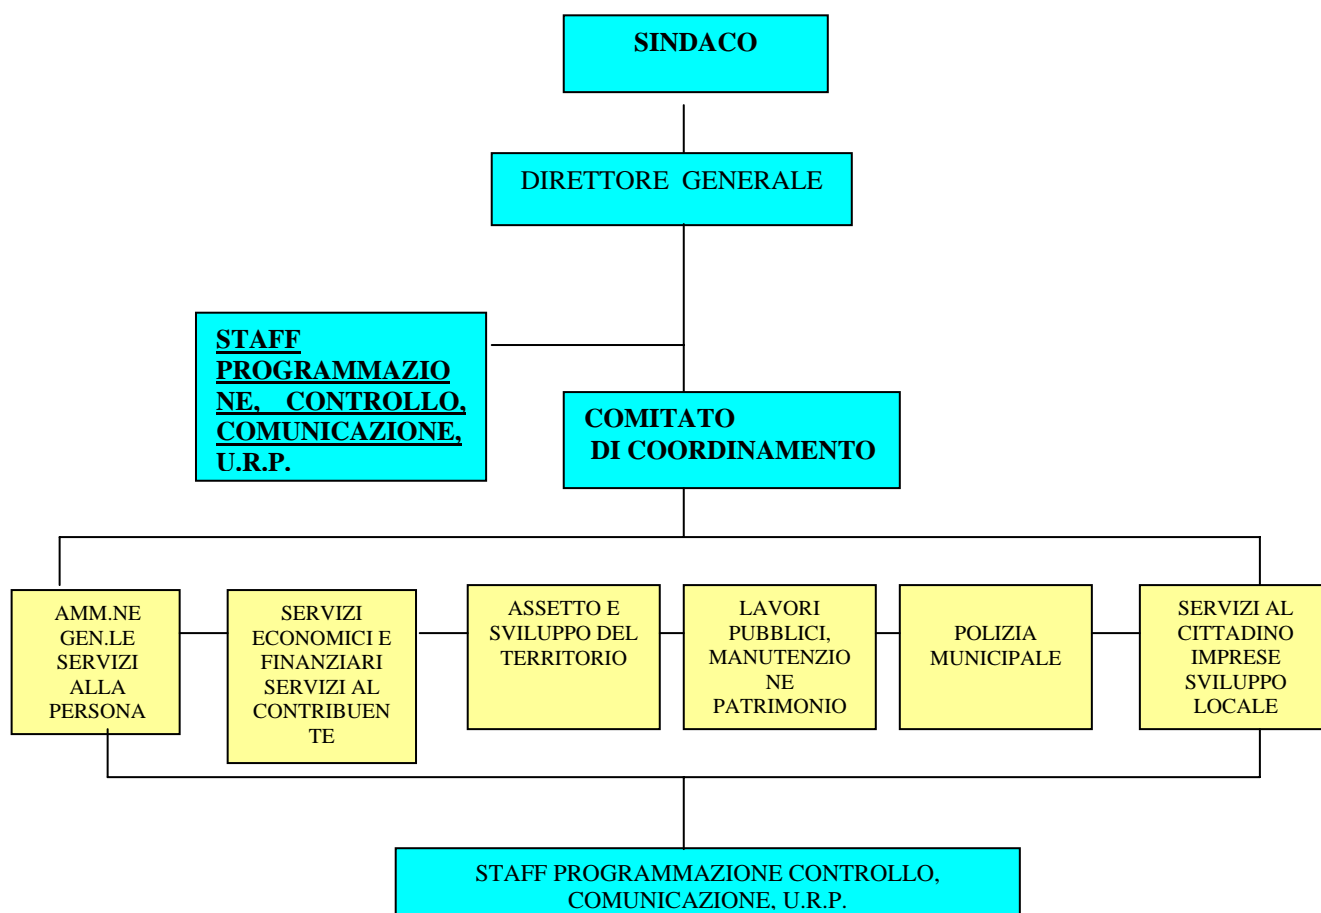 SINDACO
DIRETTORE GENERALE
STAFF
PROGRAMMAZIO
NE, CONTROLLO,
COMUNICAZIONE,
U.R.P.
COMITATO
DI COORDINAMENTO
AMM.NE
GEN.LE
SERVIZI
ALLA
PERSONA
SERVIZI
ECONOMICI E
FINANZIARI
SERVIZI AL
CONTRIBUEN
TE
ASSETTO E
SVILUPPO DEL
TERRITORIO
LAVORI
PUBBLICI,
MANUTENZIO
NE
PATRIMONIO
POLIZIA
MUNICIPALE
SERVIZI AL
CITTADINO
IMPRESE
SVILUPPO
LOCALE
STAFF PROGRAMMAZIONE CONTROLLO,
COMUNICAZIONE, U.R.P.